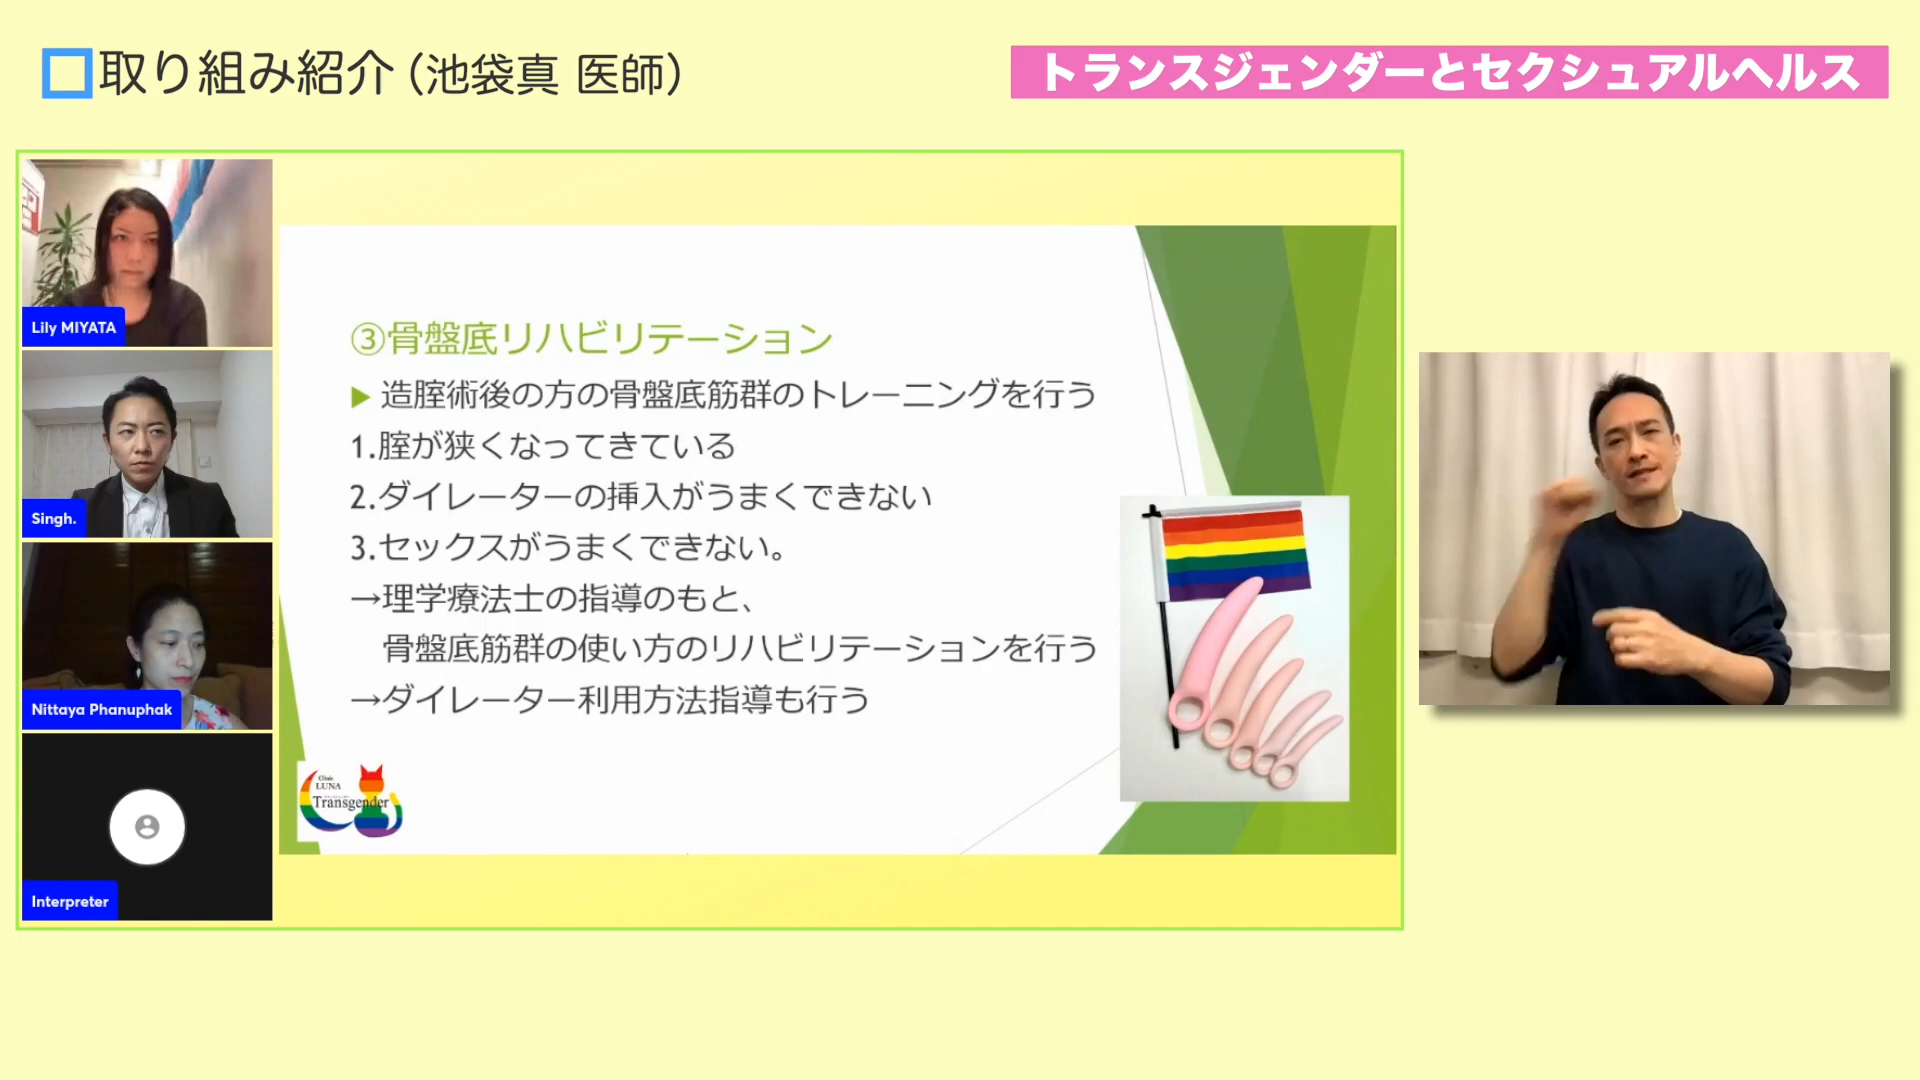 取り組み紹介(池袋真 医師)
トランスジェンダーとセクシュアルヘルス
Lily MIYATA
Singh.
Nittaya Phanuphak
Interpreter
③骨盤底リハビリテーション
▶ 造腟術後の方の骨盤底筋群のトレーニングを行う
1.腟が狭くなってきている
2.ダイレーターの挿入がうまくできない
3.セックスがうまくできない。
→理学療法士の指導のもと、
骨盤底筋群の使い方のリハビリテーションを行う
→ダイレーター利用方法指導も行う
Clinic
LUNA
Transgender